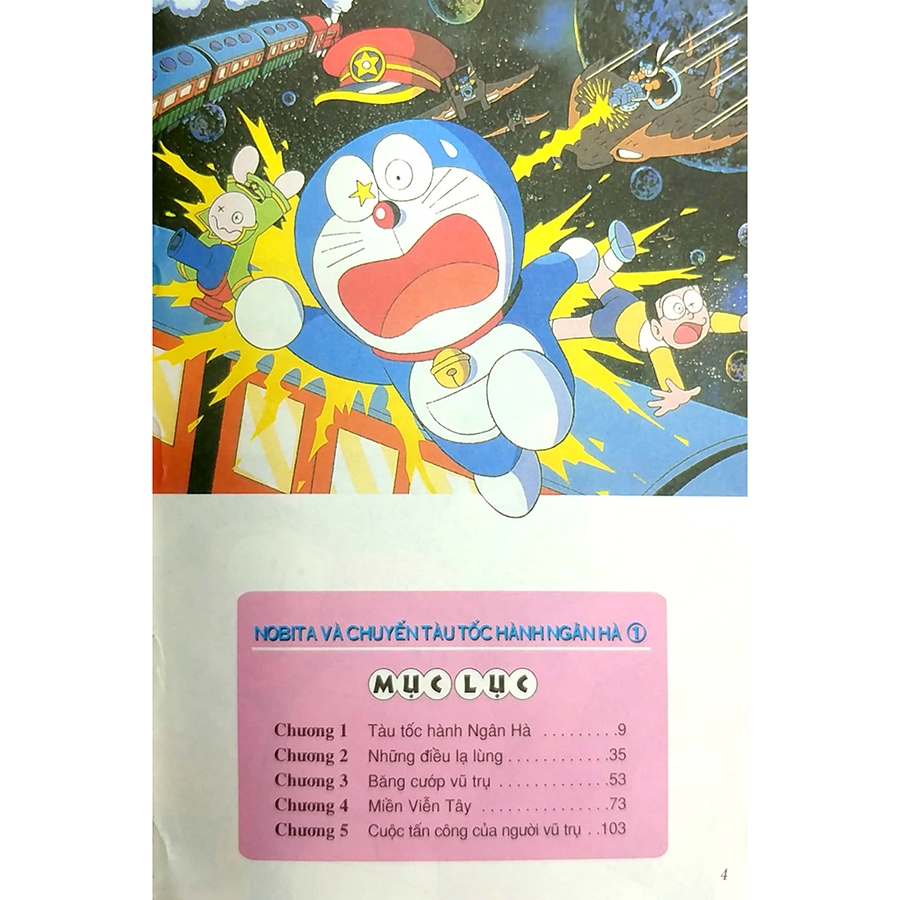 NOBITA VÀ CHUYẾN TÀU TỐC HÀNH NGÂN HÀ ①
MỤC LỤC
Chương 1 Tàu tốc hành Ngân Hà .........9
Chương 2 Những điều lạ lùng ............35
Chương 3 Băng cướp vũ trụ .............53
Chương 4 Miền Viễn Tây ...............73
Chương 5 Cuộc tấn công của người vũ trụ ..103
4